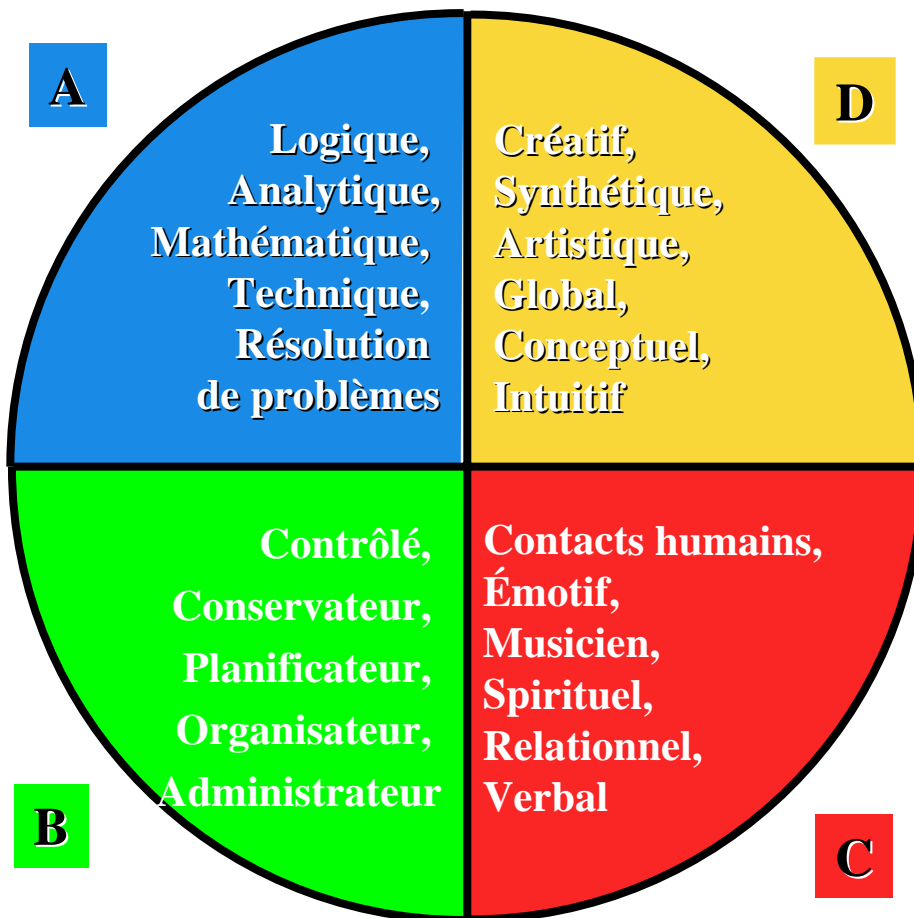 A
Logique,
Analytique,
Mathématique,
Technique,
Résolution
de problèmes
D
Créatif,
Synthétique,
Artistique,
Global,
Conceptuel,
Intuitif
B
Contrôlé,
Conservateur,
Planificateur,
Organisateur,
Administrateur
C
Contacts humains,
Émotif,
Musicien,
Spirituel,
Relationnel,
Verbal